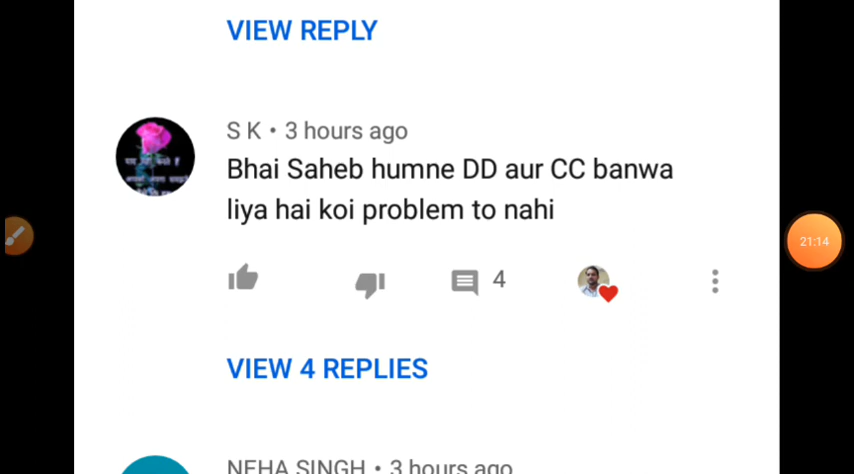 VIEW REPLY
S K • 3 hours ago
Bhai Saheb humne DD aur CC banwa
liya hai koi problem to nahi
4
21:14
VIEW 4 REPLIES
NEHA SINGH • 3 hours ago